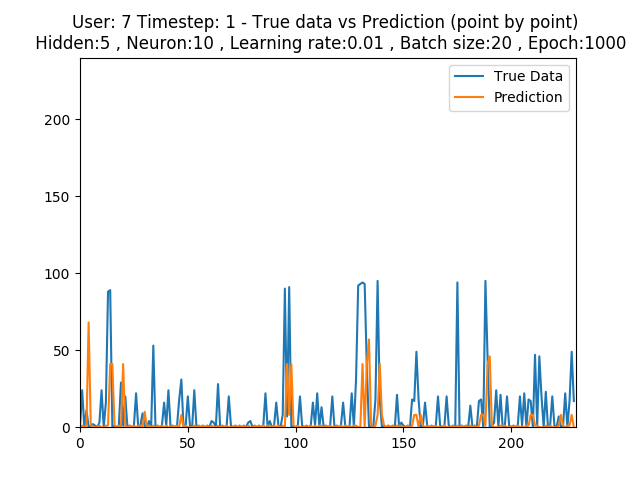 User: 7 Timestep: 1 - True data vs Prediction (point by point)
Hidden:5 , Neuron:10 , Learning rate:0.01 , Batch size:20 , Epoch:1000
True Data
Prediction
200
150
100
50
0
0 50 100 150 200